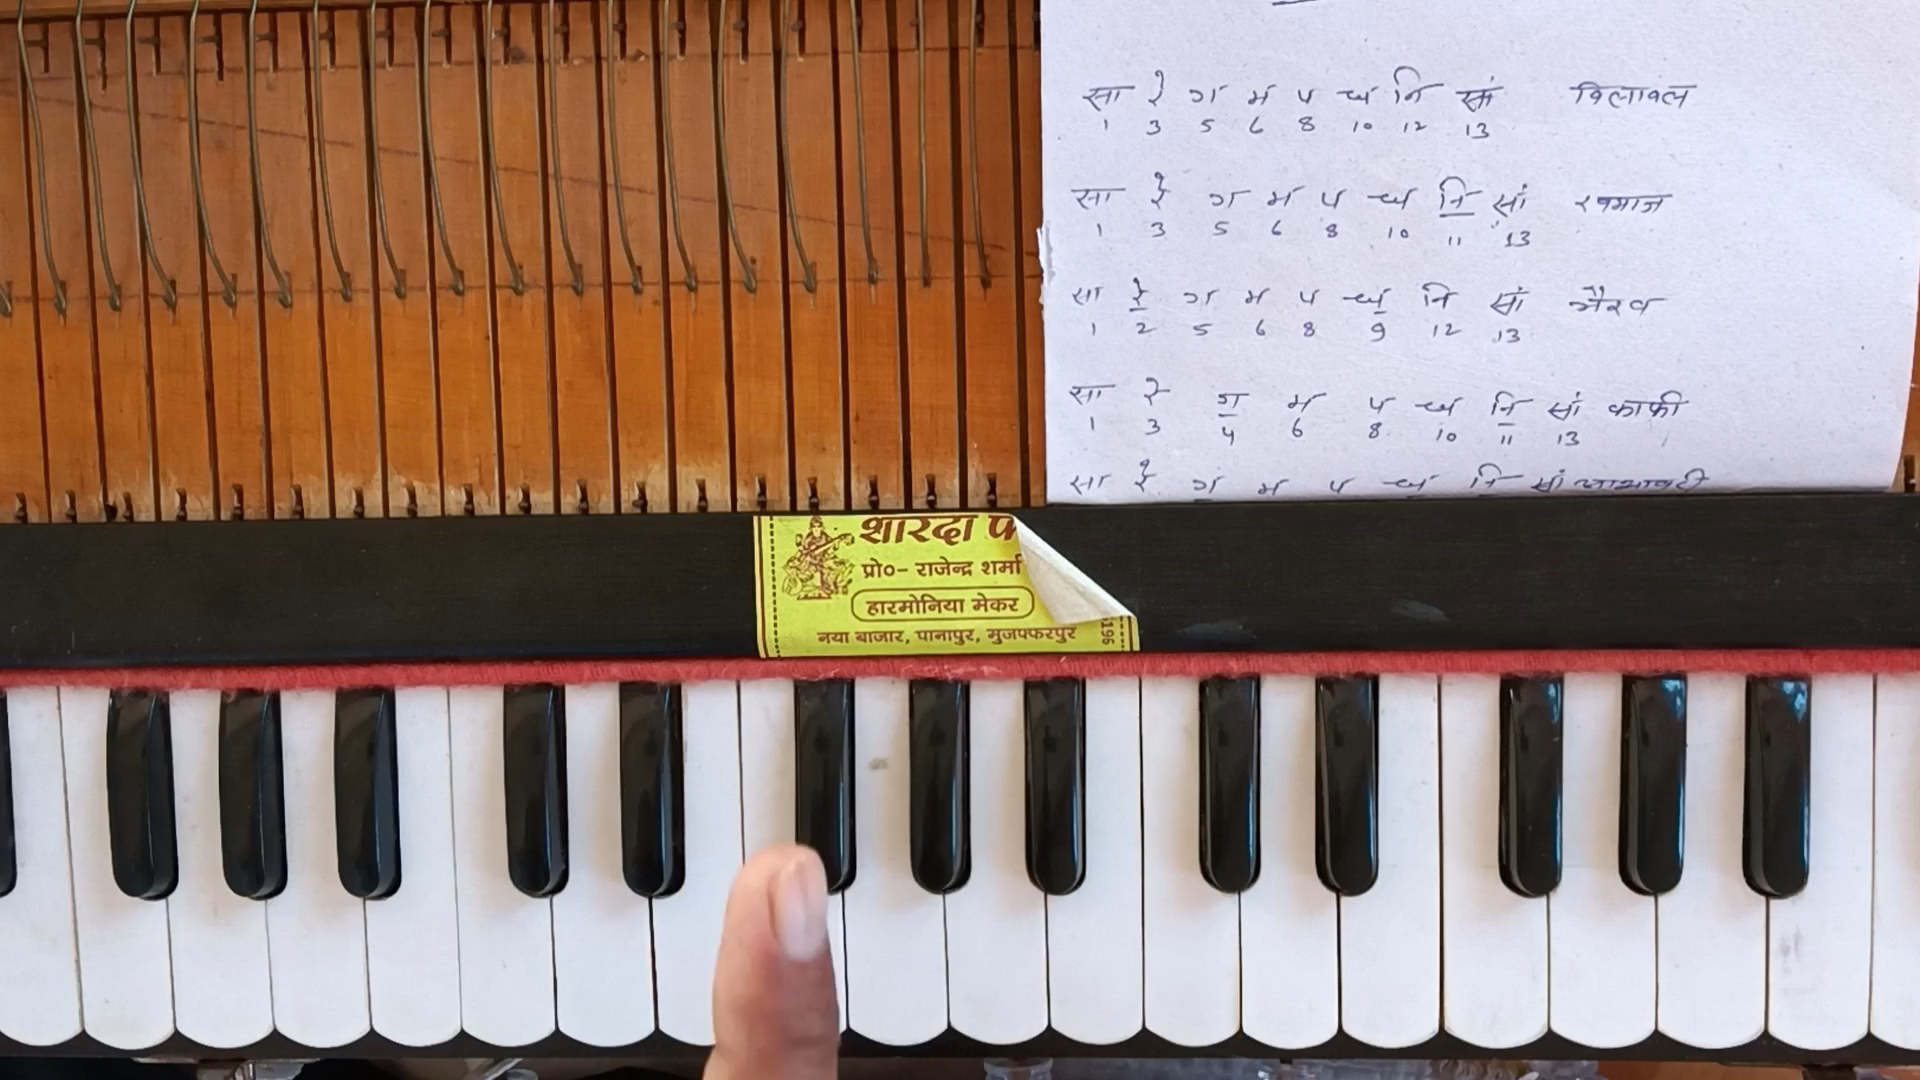 सा रे ग म प ध नि सां बिलावल
1 3 5 6 8 10 12 13
सा रे ग म प ध नि सां खमाज
1 3 5 6 8 10 11 13
सा रे ग म प ध नि सां भैरव
1 2 5 6 8 9 12 13
सा रे ग म प ध नि सां काफी
1 3 4 6 8 10 11 13
सा रे ग म प ध नि सां आसावरी
शारदा
प्रो०- राजेन्द्र शर्मा
हारमोनिया मेकर
नया बाजार, पानापुर, मुजफ्फरपुर
196